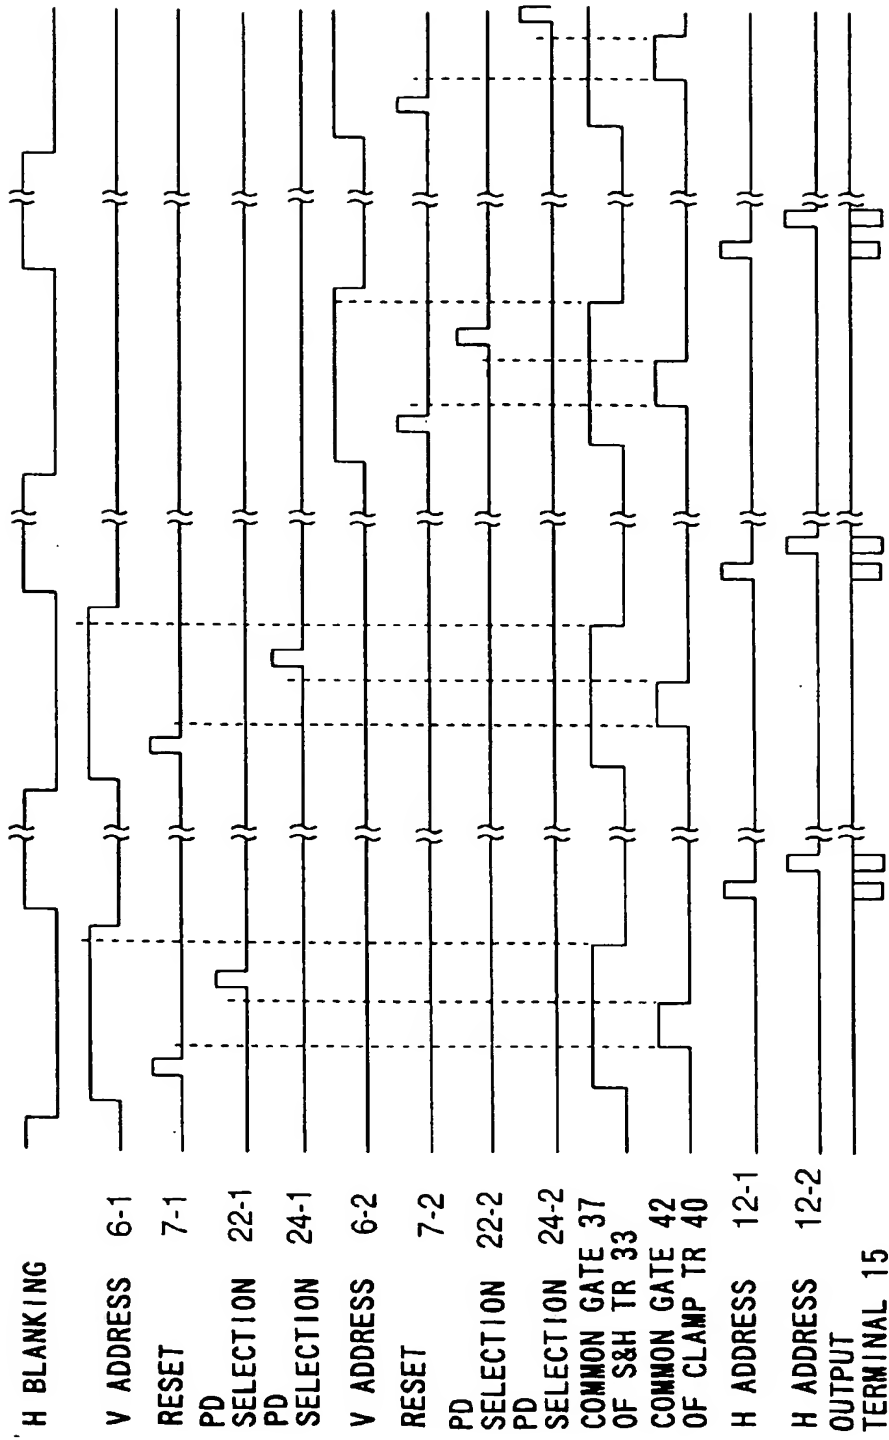 H BLANKING
V ADDRESS 6-1
RESET 7-1
PD
SELECTION 22-1
PD
SELECTION 24-1
V ADDRESS 6-2
RESET 7-2
PD
SELECTION 22-2
PD
SELECTION 24-2
COMMON GATE 37
OF S&H TR 33
COMMON GATE 42
OF CLAMP TR 40
H ADDRESS 12-1
H ADDRESS 12-2
OUTPUT
TERMINAL 15